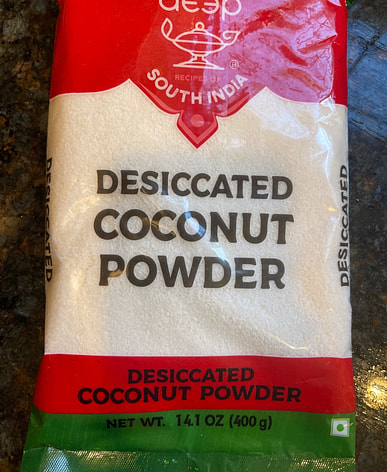 deep
®
RECIPES OF
SOUTH INDIA
DESICCATED
COCONUT
POWDER
DESICCATED
DESICCATED
DESICCATED
COCONUT POWDER
NET WT. 14.1 OZ (400 g)